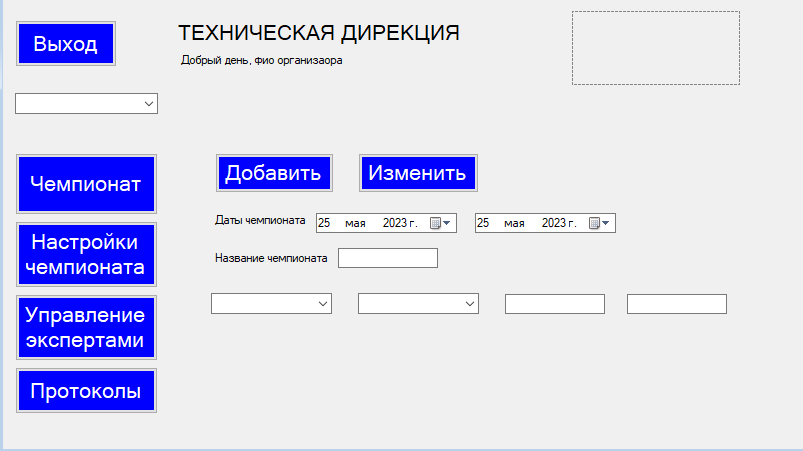 Выход
ТЕХНИЧЕСКАЯ ДИРЕКЦИЯ
Добрый день, фио организаора
Чемпионат
Добавить
Изменить
Даты чемпионата
25 мая 2023 г.
25 мая 2023 г.
Настройки
чемпионата
Название чемпионата
Управление
экспертами
Протоколы